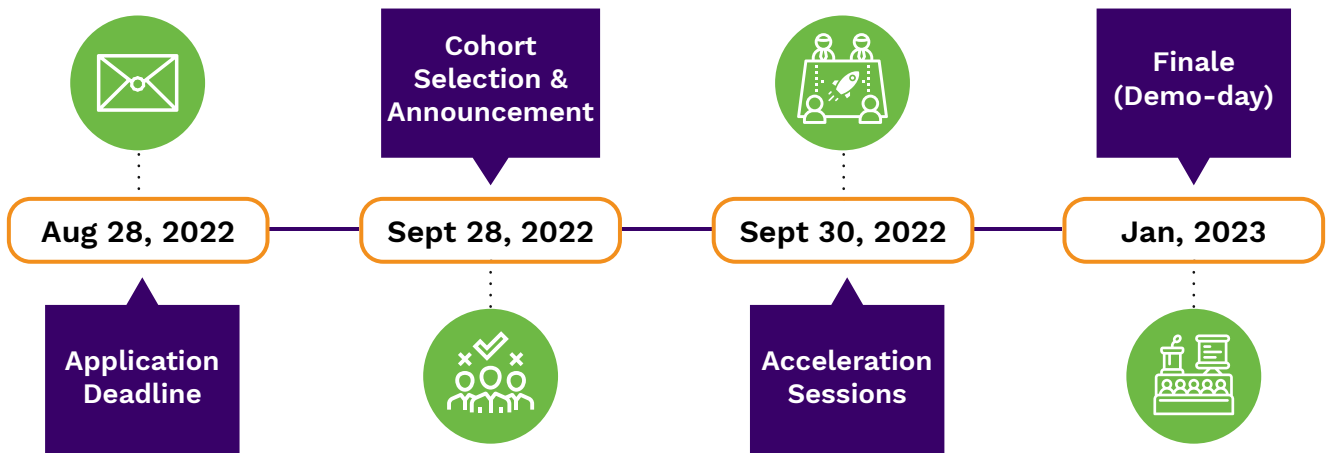 Cohort
Selection &
Announcement
Finale
(Demo-day)
Aug 28, 2022
Sept 28, 2022
Sept 30, 2022
Jan, 2023
Application
Deadline
Acceleration
Sessions